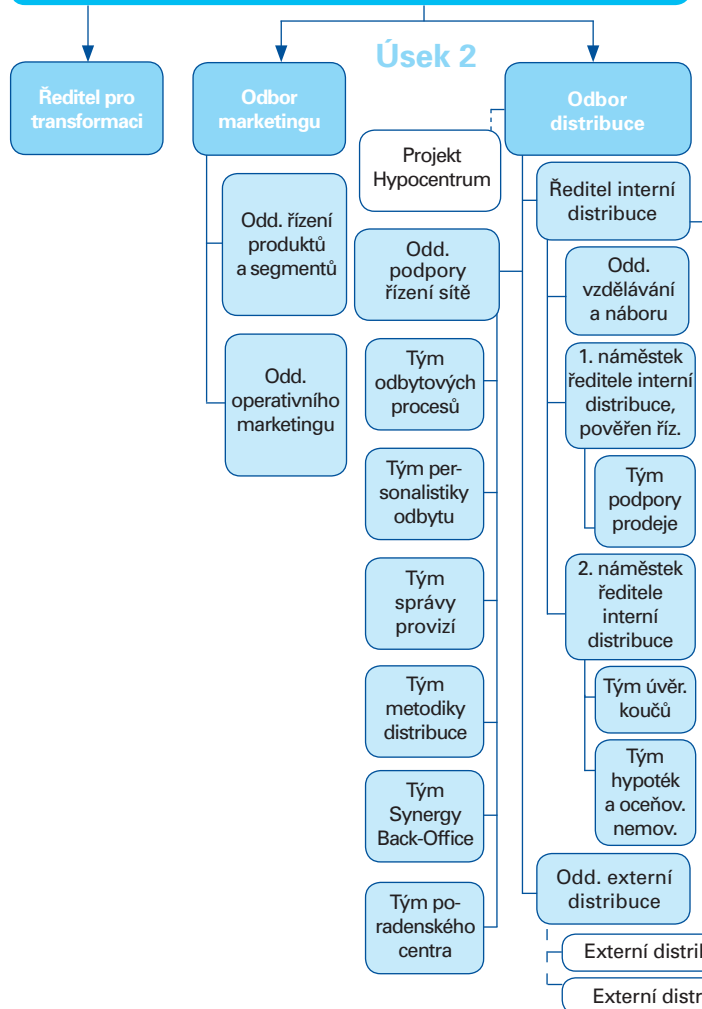 Úsek 2
Ředitel pro
transformaci
Odbor
marketingu
Odd. řízení
produktů
a segmentů
Odd.
operativního
marketingu
Odbor
distribuce
Projekt
Hypocentrum
Odd.
podpory
řízení sítě
Tým
odbytových
procesů
Tým per-
sonalistiky
odbytu
Tým
správy
provizí
Tým
metodiky
distribuce
Tým
Synergy
Back-Office
Tým po-
radenského
centra
Ředitel interní
distribuce
Odd.
vzdělávání
a náboru
1. náměstek
ředitele interní
distribuce,
pověřen říz.
Tým
podpory
prodeje
2. náměstek
ředitele
interní
distribuce
Tým úvěr.
koučů
Tým
hypoték
a oceňov.
nemov.
Odd. externí
distribuce
Externí
Externí